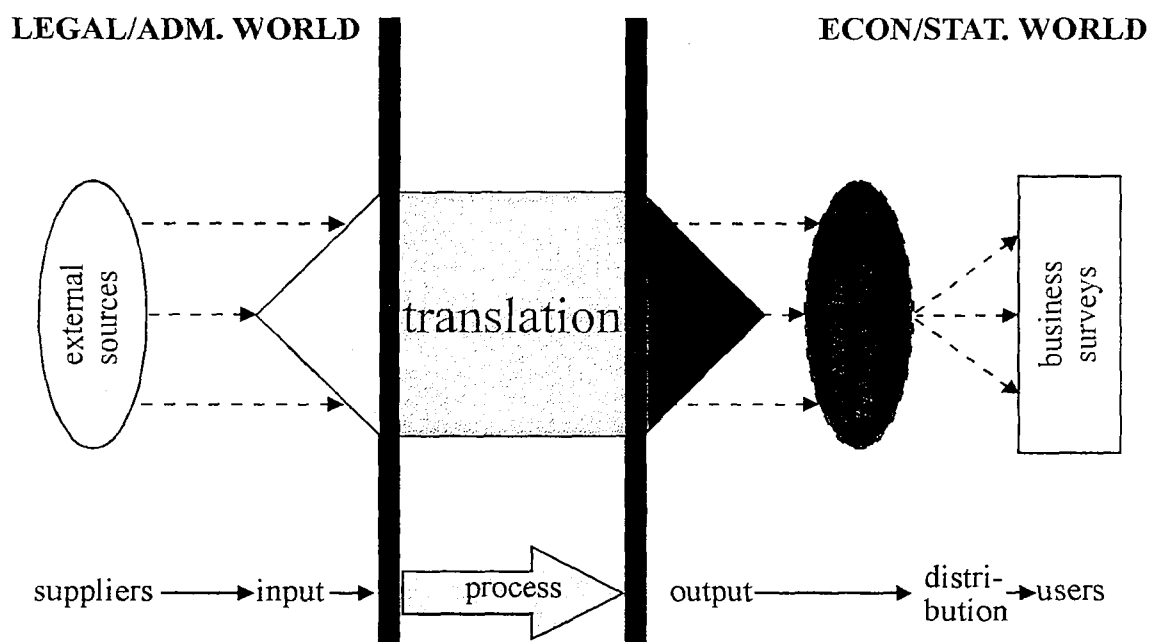 LEGAL/ADM. WORLD
ECON/STAT. WORLD
external
sources
translation
business
surveys
suppliers
input
process
output
distri-
bution
users